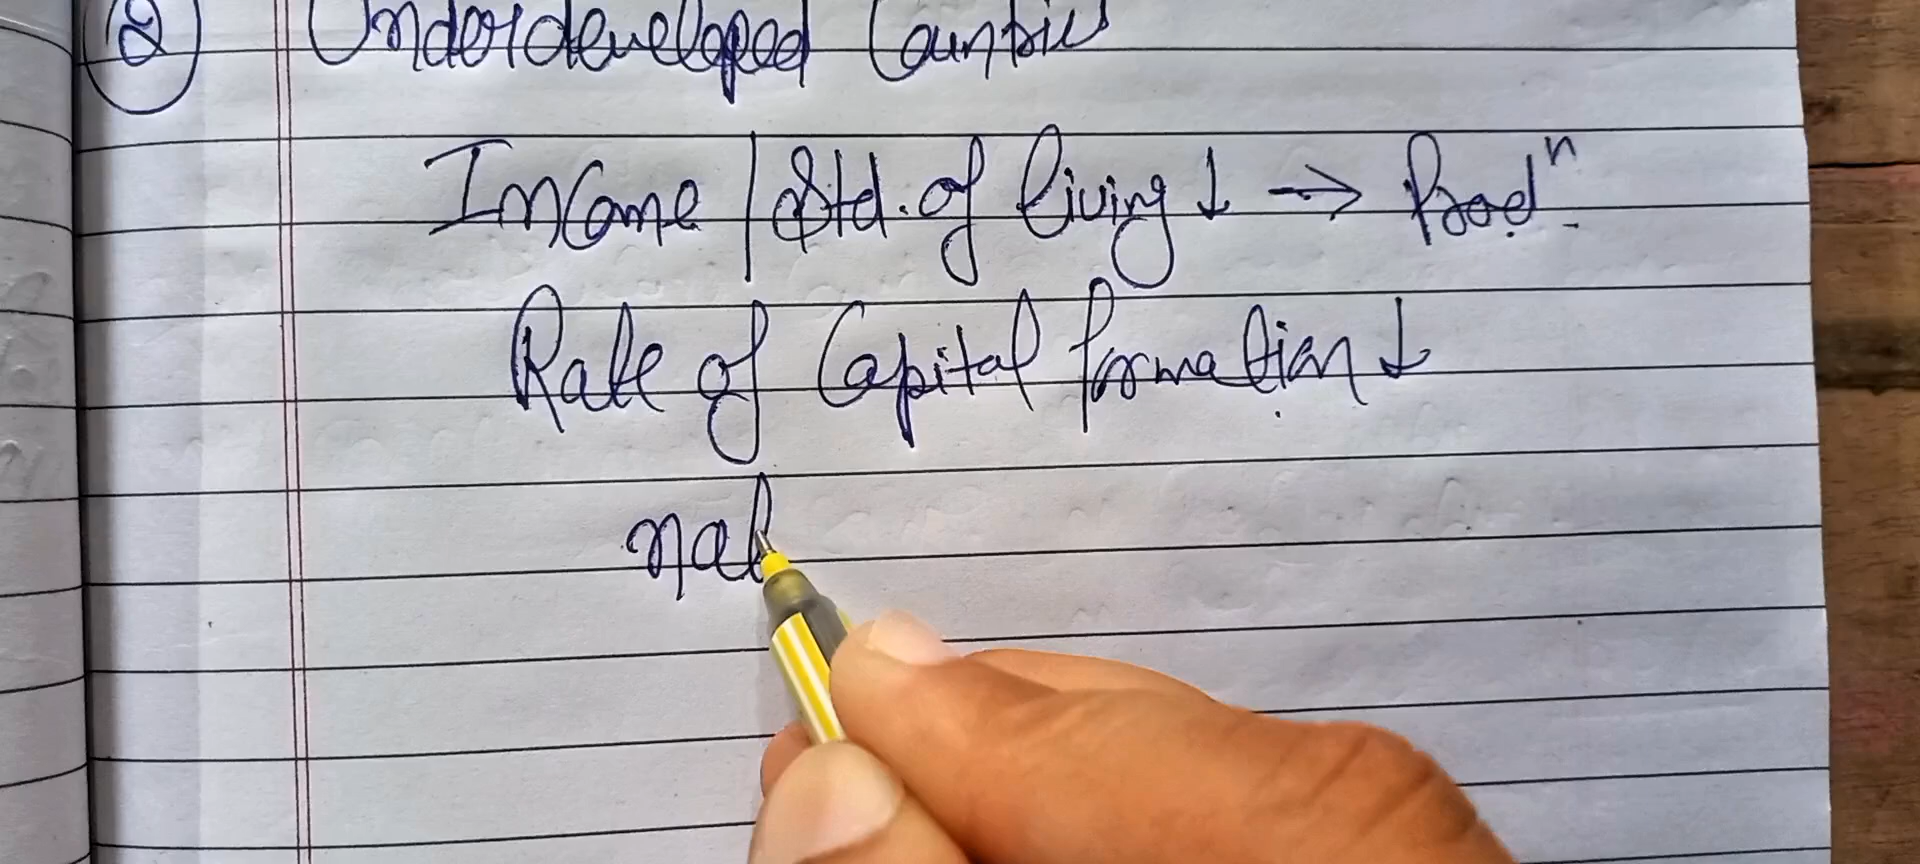 ② Underdeveloped Countries
Income / Std. of living ↓ → Prodⁿ.
Rate of Capital formation ↓
nat